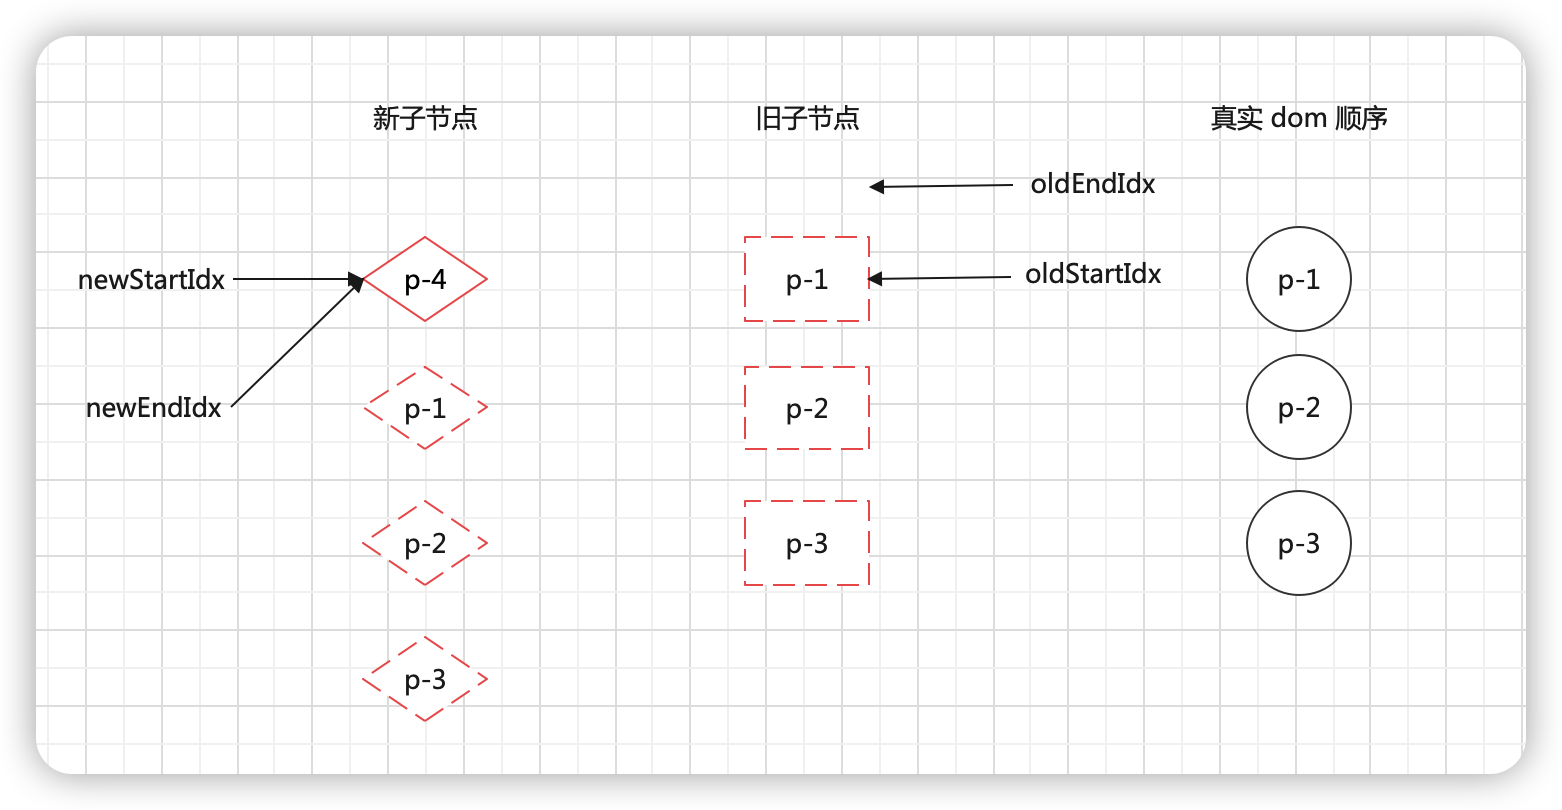 新子节点
旧子节点
真实 dom 顺序
oldEndIdx
newStartIdx
p-4
p-1
oldStartIdx
p-1
newEndIdx
p-1
p-2
p-2
p-2
p-3
p-3
p-3